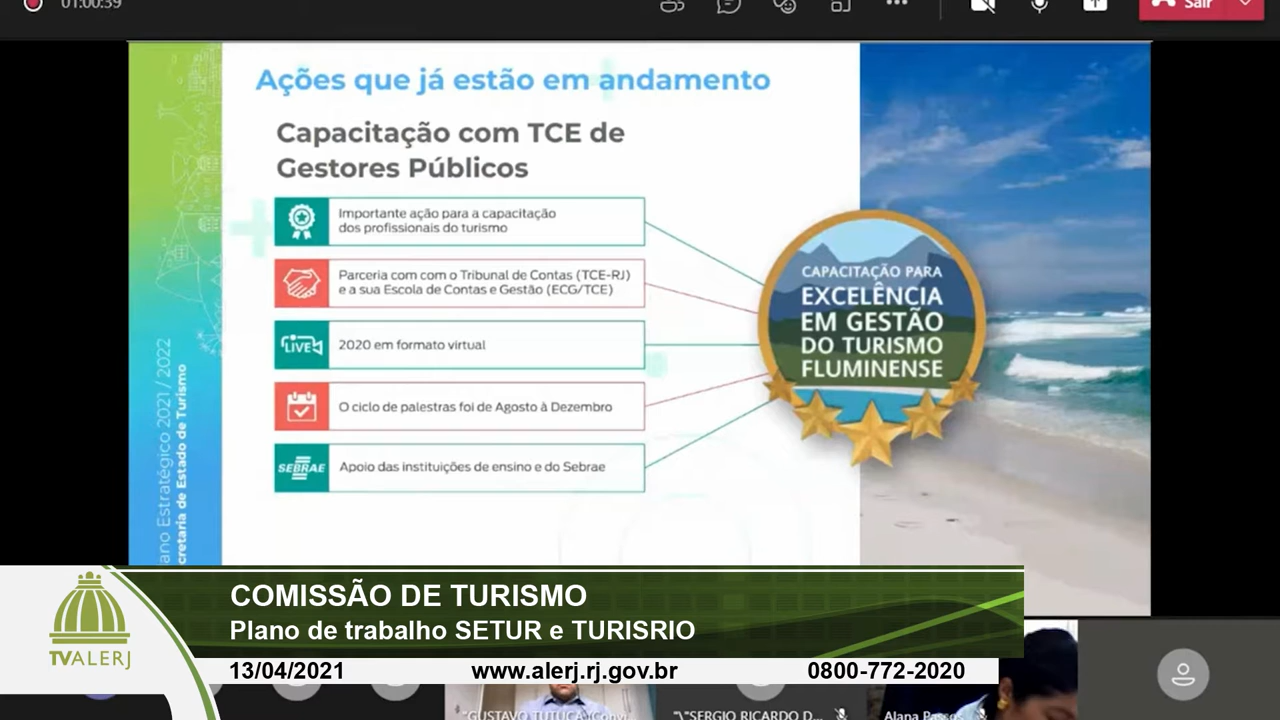 01:00:39
Sair
Ações que já estão em andamento
Capacitação com TCE de
Gestores Públicos
Importante ação para a capacitação
dos profissionais do turismo
Parceria com com o Tribunal de Contas (TCE-RJ)
e a sua Escola de Contas e Gestão (ECG/TCE)
LIVE
2020 em formato virtual
O ciclo de palestras foi de Agosto à Dezembro
SEBRAE
Apoio das instituições de ensino e do Sebrae
CAPACITAÇÃO PARA
EXCELÊNCIA
EM GESTÃO
DO TURISMO
FLUMINENSE
ano Estratégico 2021 / 2022
cretaria de Estado de Turismo
COMISSÃO DE TURISMO
Plano de trabalho SETUR e TURISRIO
TVALERJ
13/04/2021 www.alerj.rj.gov.br 0800-772-2020
"GUSTAVO TUTUCA (Convi...
"\"SERGIO RICARDO D...
Alana Passos